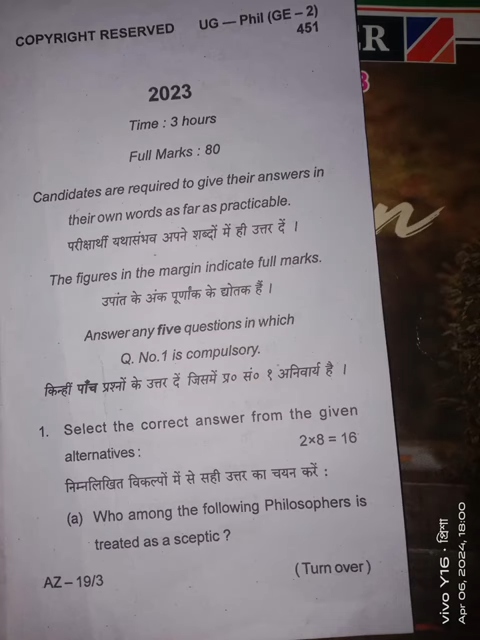 COPYRIGHT RESERVED UG — Phil (GE – 2)
451
2023
Time : 3 hours
Full Marks : 80
Candidates are required to give their answers in
their own words as far as practicable.
परीक्षार्थी यथासंभव अपने शब्दों में ही उत्तर दें ।
The figures in the margin indicate full marks.
उपांत के अंक पूर्णांक के द्योतक हैं ।
Answer any five questions in which
Q. No.1 is compulsory.
किन्हीं पाँच प्रश्नों के उत्तर दें जिसमें प्र० सं० १ अनिवार्य है ।
1. Select the correct answer from the given
alternatives : 2×8 = 16
निम्नलिखित विकल्पों में से सही उत्तर का चयन करें :
(a) Who among the following Philosophers is
treated as a sceptic ?
AZ – 19/3 (Turn over)
ER
vivo Y16 · थ्रिशा
Apr 06, 2024, 18:00